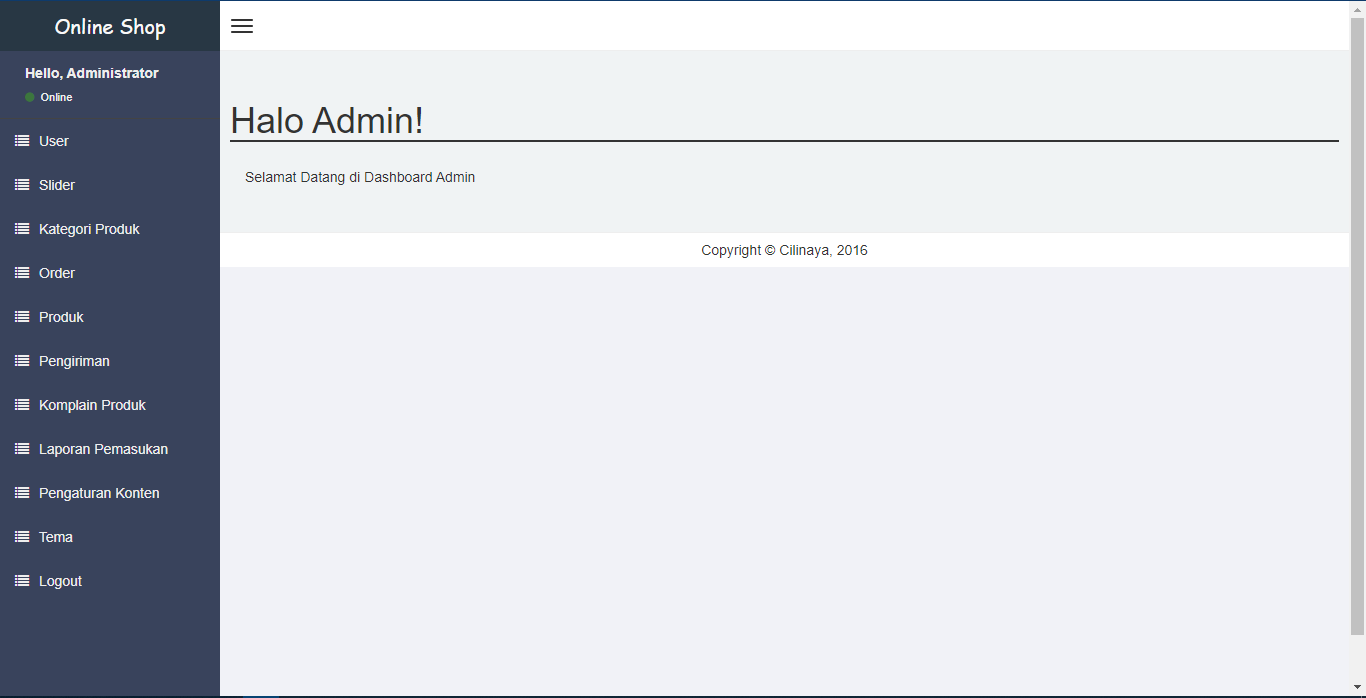 Online Shop
Hello, Administrator
Online
User
Slider
Kategori Produk
Order
Produk
Pengiriman
Komplain Produk
Laporan Pemasukan
Pengaturan Konten
Tema
Logout
Halo Admin!
Selamat Datang di Dashboard Admin
Copyright © Cilinaya, 2016